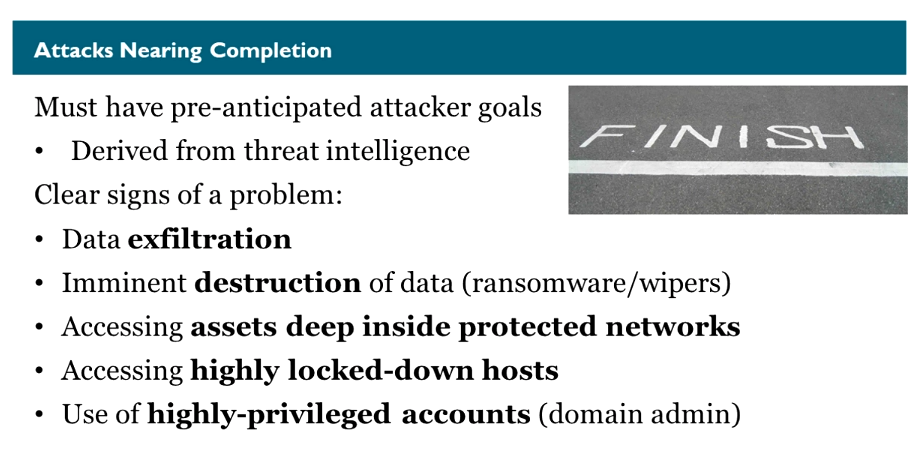 Attacks Nearing Completion
Must have pre-anticipated attacker goals
• Derived from threat intelligence
Clear signs of a problem:
• Data exfiltration
• Imminent destruction of data (ransomware/wipers)
• Accessing assets deep inside protected networks
• Accessing highly locked-down hosts
• Use of highly-privileged accounts (domain admin)
FINISH